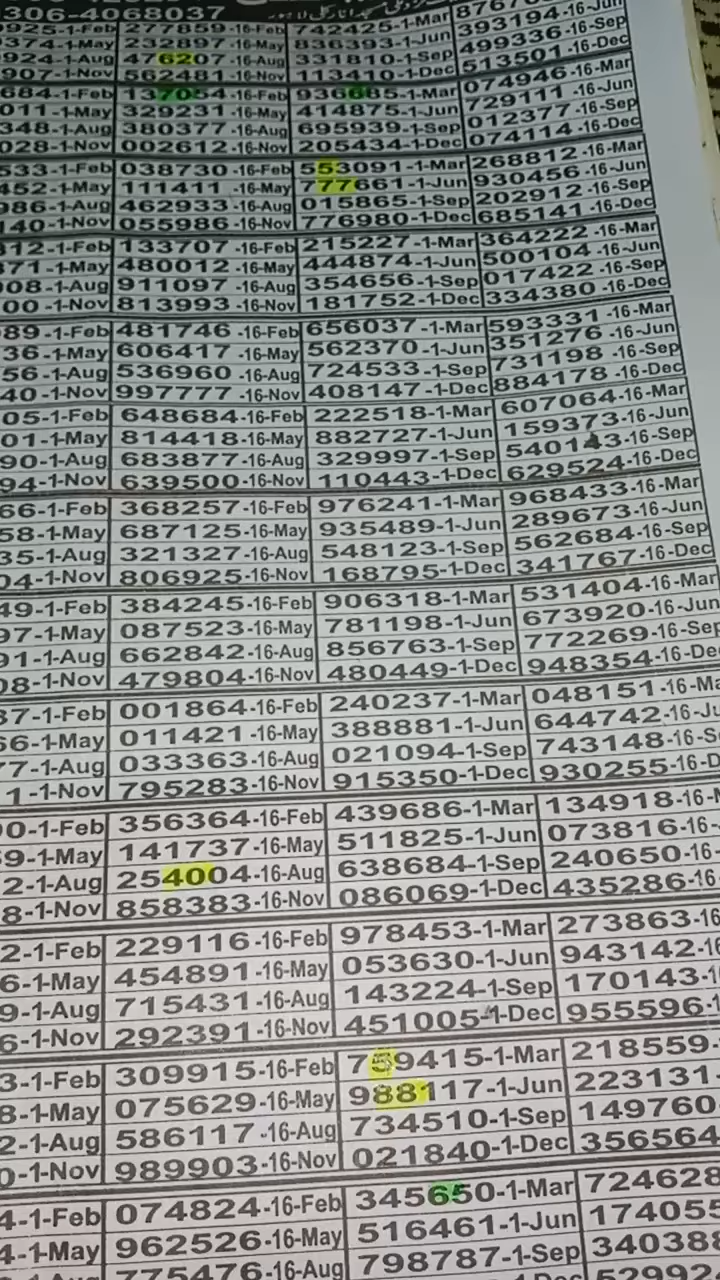 306-4068037
925-1-Feb 277859-16-Feb 742425-1-Mar
374-1-May 239897-16-May 836393-1-Jun 393194-16-Jun
924-1-Aug 476207-16-Aug 331810-1-Sep 499336-16-Sep
907-1-Nov 562481-16-Nov 113410-1-Dec 513501-16-Dec
684-1-Feb 137054-16-Feb 936685-1-Mar 074946-16-Mar
011-1-May 329231-16-May 414875-1-Jun 729111-16-Jun
348-1-Aug 380377-16-Aug 695939-1-Sep 012377-16-Sep
028-1-Nov 002612-16-Nov 205434-1-Dec 074114-16-Dec
533-1-Feb 038730-16-Feb 553091-1-Mar 268812-16-Mar
452-1-May 111411-16-May 777661-1-Jun 930456-16-Jun
986-1-Aug 462933-16-Aug 015865-1-Sep 202912-16-Sep
140-1-Nov 055986-16-Nov 776980-1-Dec 685141-16-Dec
312-1-Feb 133707-16-Feb 215227-1-Mar 364222-16-Mar
371-1-May 480012-16-May 444874-1-Jun 500104-16-Jun
008-1-Aug 911097-16-Aug 354656-1-Sep 017422-16-Sep
00-1-Nov 813993-16-Nov 181752-1-Dec 334380-16-Dec
89-1-Feb 481746-16-Feb 656037-1-Mar 593331-16-Mar
36-1-May 606417-16-May 562370-1-Jun 351276-16-Jun
56-1-Aug 536960-16-Aug 724533-1-Sep 731198-16-Sep
40-1-Nov 997777-16-Nov 408147-1-Dec 884178-16-Dec
05-1-Feb 648684-16-Feb 222518-1-Mar 607064-16-Mar
01-1-May 814418-16-May 882727-1-Jun 159373-16-Jun
90-1-Aug 683877-16-Aug 329997-1-Sep 540143-16-Sep
94-1-Nov 639500-16-Nov 110443-1-Dec 629524-16-Dec
66-1-Feb 368257-16-Feb 976241-1-Mar 968433-16-Mar
58-1-May 687125-16-May 935489-1-Jun 289673-16-Jun
35-1-Aug 321327-16-Aug 548123-1-Sep 562684-16-Sep
04-1-Nov 806925-16-Nov 168795-1-Dec 341767-16-Dec
49-1-Feb 384245-16-Feb 906318-1-Mar 531404-16-Mar
97-1-May 087523-16-May 781198-1-Jun 673920-16-Jun
91-1-Aug 662842-16-Aug 856763-1-Sep 772269-16-Sep
08-1-Nov 479804-16-Nov 480449-1-Dec 948354-16-De
37-1-Feb 001864-16-Feb 240237-1-Mar 048151-16-Ma
66-1-May 011421-16-May 388881-1-Jun 644742-16-J
77-1-Aug 033363-16-Aug 021094-1-Sep 743148-16-S
1-1-Nov 795283-16-Nov 915350-1-Dec 930255-16-D
0-1-Feb 356364-16-Feb 439686-1-Mar 134918-16-M
9-1-May 141737-16-May 511825-1-Jun 073816-16-
2-1-Aug 254004-16-Aug 638684-1-Sep 240650-16-
8-1-Nov 858383-16-Nov 086069-1-Dec 435286-16
2-1-Feb 229116-16-Feb 978453-1-Mar 273863-16
6-1-May 454891-16-May 053630-1-Jun 943142-16
9-1-Aug 715431-16-Aug 143224-1-Sep 170143-1
6-1-Nov 292391-16-Nov 451005-1-Dec 955596-1
3-1-Feb 309915-16-Feb 759415-1-Mar 218559-
8-1-May 075629-16-May 988117-1-Jun 223131-
2-1-Aug 586117-16-Aug 734510-1-Sep 149760
0-1-Nov 989903-16-Nov 021840-1-Dec 356564
4-1-Feb 074824-16-Feb 345650-1-Mar 724628
4-1-May 962526-16-May 516461-1-Jun 174055
775476-16-Aug 798787-1-Sep 340388